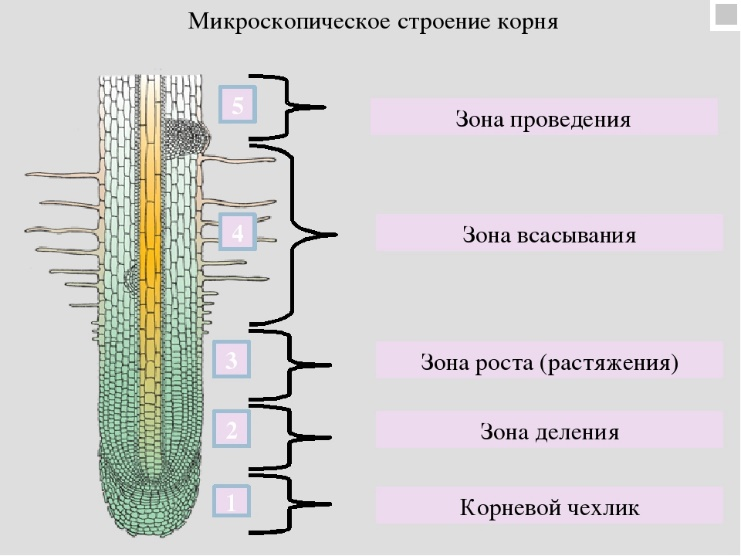 Микроскопическое строение корня
5
Зона проведения
4
Зона всасывания
3
Зона роста (растяжения)
2
Зона деления
1
Корневой чехлик